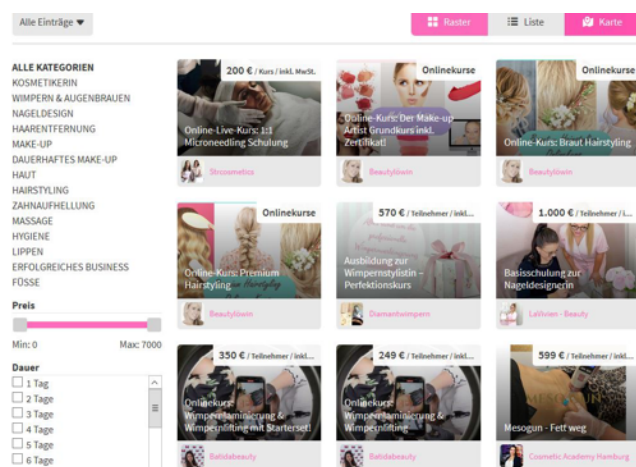 Alle Einträge
Raster
Liste
Karte
ALLE KATEGORIEN
KOSMETIKERIN
WIMPERN & AUGENBRAUEN
NAGELDESIGN
HAARENTFERNUNG
MAKE-UP
DAUERHAFTES MAKE-UP
HAUT
HAIRSTYLING
ZAHNAUFHELLUNG
MASSAGE
HYGIENE
LIPPEN
ERFOLGREICHES BUSINESS
FÜSSE
Preis
Min: 0
Max: 7000
Dauer
1 Tag
2 Tage
3 Tage
4 Tage
5 Tage
6 Tage
200 € / Kurs / inkl. MwSt.
Online-Live-Kurs: 1:1
Microneedling Schulung
Strcosmetics
Onlinekurse
Online-Kurs: Der Make-up
Artist Grundkurs inkl.
Zertifikat!
Beautylöwin
Onlinekurse
Online-Kurs: Braut Hairstyling
Beautylöwin
Onlinekurse
Online-Kurs: Premium
Hairstyling
Beautylöwin
570 € / Teilnehmer / inkl...
Ausbildung zur
Wimpernstylistin –
Perfektionskurs
Diamantwimpern
1.000 € / Teilnehmer / i...
Basisschulung zur
Nageldesignerin
LaVivien - Beauty
350 € / Teilnehmer / inkl...
Onlinekurs:
Wimpernlaminierung &
Wimpernlifting mit Starterset!
Batidabeauty
249 € / Teilnehmer / inkl...
Onlinekurs:
Wimpernlaminierung &
Wimpernlifting
Batidabeauty
599 € / Teilnehmer / inkl...
Mesogun - Fett weg
Cosmetic Academy Hamburg